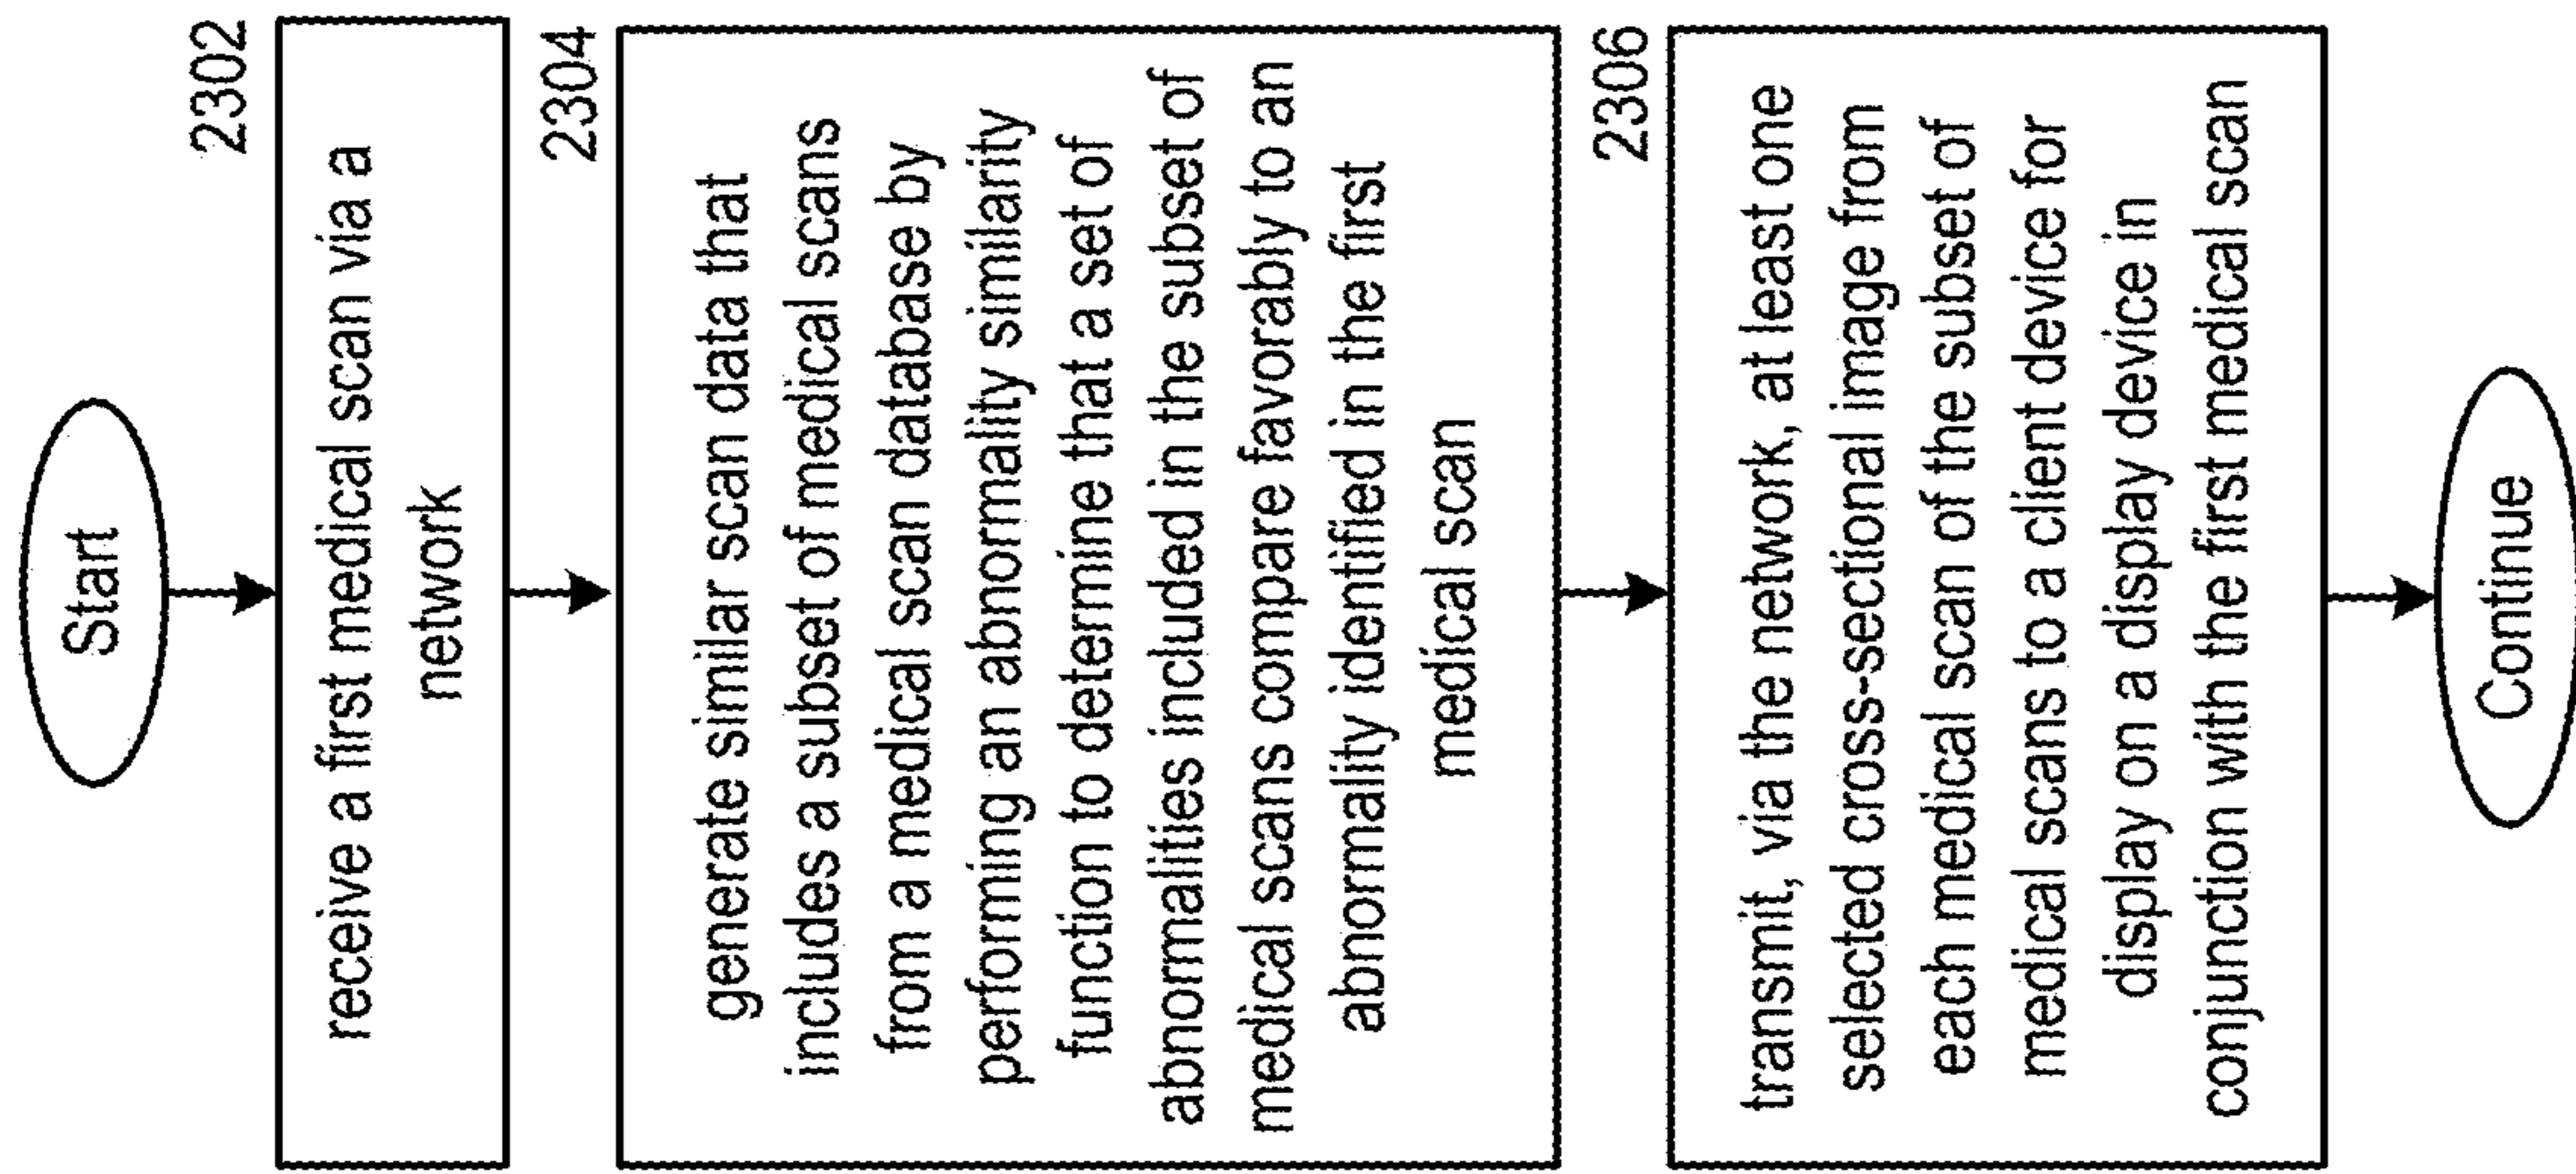 Start
2302
receive a first medical scan via a
network
2304
generate similar scan data that
includes a subset of medical scans
from a medical scan database by
performing an abnormality similarity
function to determine that a set of
abnormalities included in the subset of
medical scans compare favorably to an
abnormality identified in the first
medical scan
2306
transmit, via the network, at least one
selected cross-sectional image from
each medical scan of the subset of
medical scans to a client device for
display on a display device in
conjunction with the first medical scan
Continue